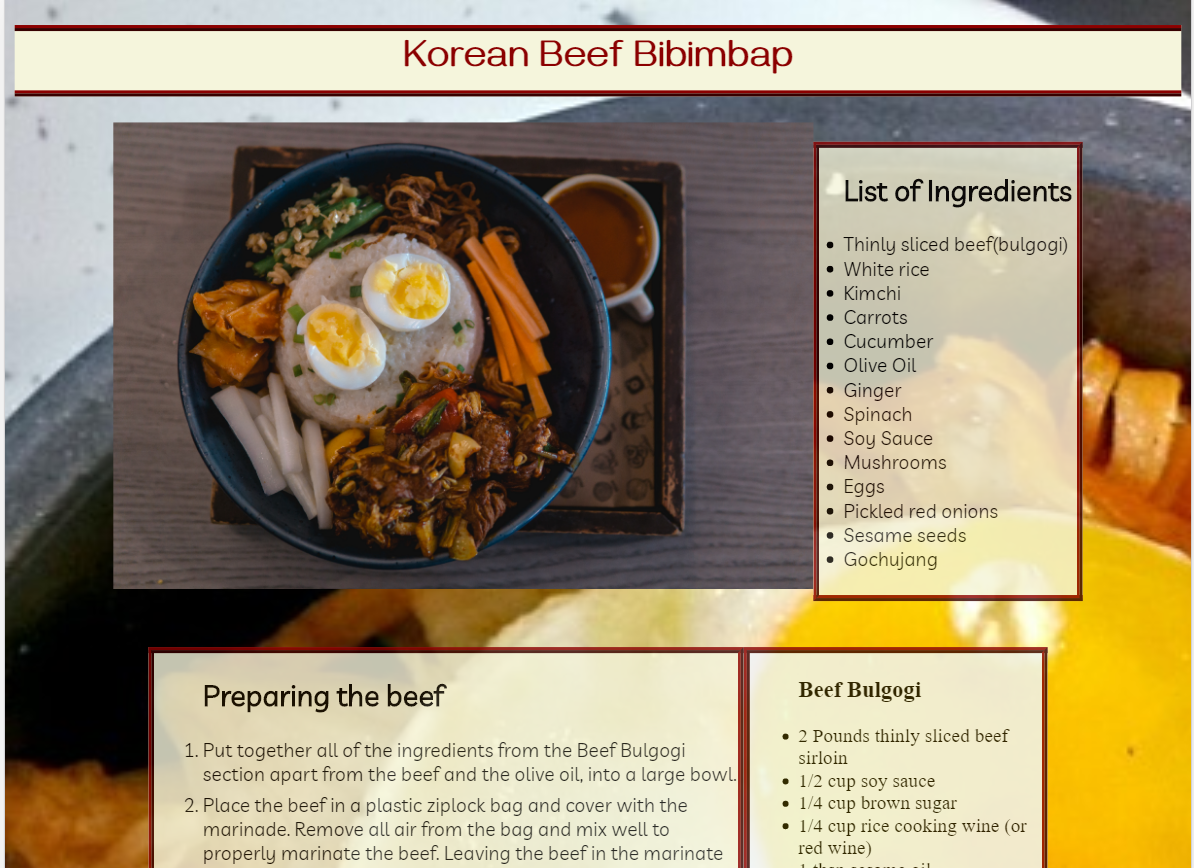 Korean Beef Bibimbap
List of Ingredients
Thinly sliced beef(bulgogi)
White rice
Kimchi
Carrots
Cucumber
Olive Oil
Ginger
Spinach
Soy Sauce
Mushrooms
Eggs
Pickled red onions
Sesame seeds
Gochujang
Preparing the beef
1. Put together all of the ingredients from the Beef Bulgogi
section apart from the beef and the olive oil, into a large bowl.
2. Place the beef in a plastic ziplock bag and cover with the
marinade. Remove all air from the bag and mix well to
properly marinate the beef. Leaving the beef in the marinate
Beef Bulgogi
2 Pounds thinly sliced beef
sirloin
1/2 cup soy sauce
1/4 cup brown sugar
1/4 cup rice cooking wine (or
red wine)